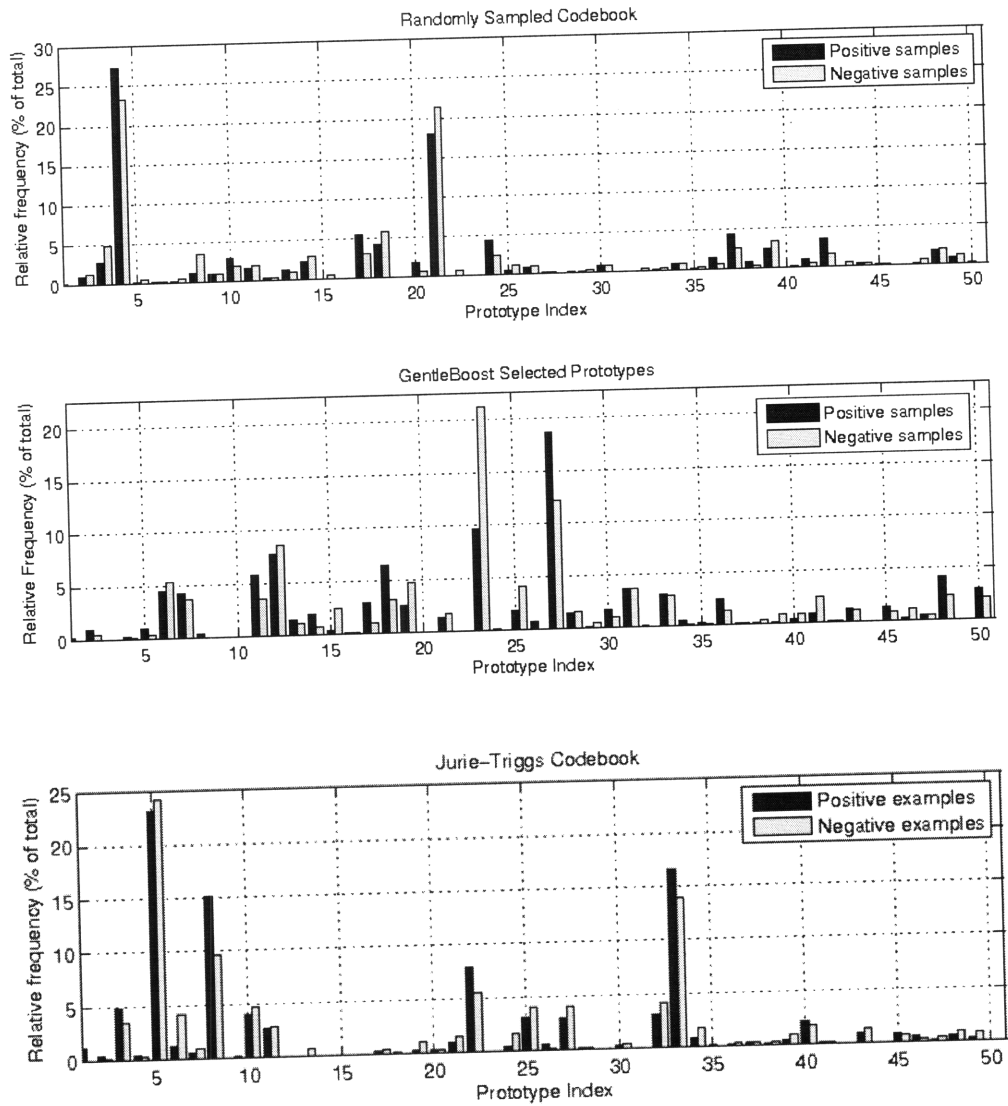 Randomly Sampled Codebook
30
25
20
15
10
5
0
Relative frequency (% of total)
Positive samples
Negative samples
5 10 15 20 25 30 35 40 45 50
Prototype Index
GentleBoost Selected Prototypes
20
15
10
5
0
Relative Frequency (% of total)
Positive samples
Negative samples
5 10 15 20 25 30 35 40 45 50
Prototype Index
Jurie–Triggs Codebook
25
20
15
10
5
0
Relative frequency (% of total)
Positive examples
Negative examples
5 10 15 20 25 30 35 40 45 50
Prototype Index